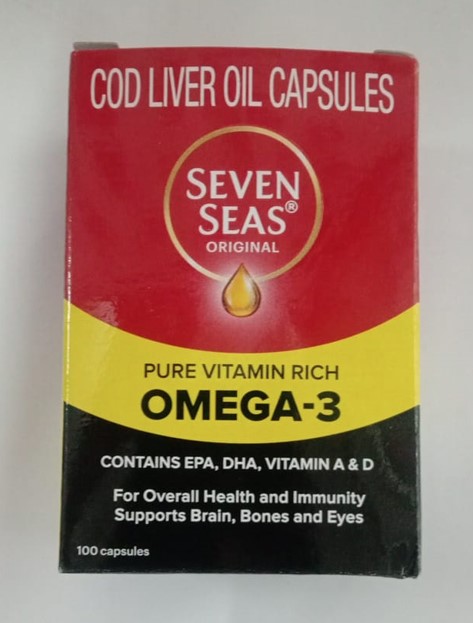 COD LIVER OIL CAPSULES
SEVEN
SEAS®
ORIGINAL
PURE VITAMIN RICH
OMEGA-3
CONTAINS EPA, DHA, VITAMIN A & D
For Overall Health and Immunity
Supports Brain, Bones and Eyes
100 capsules